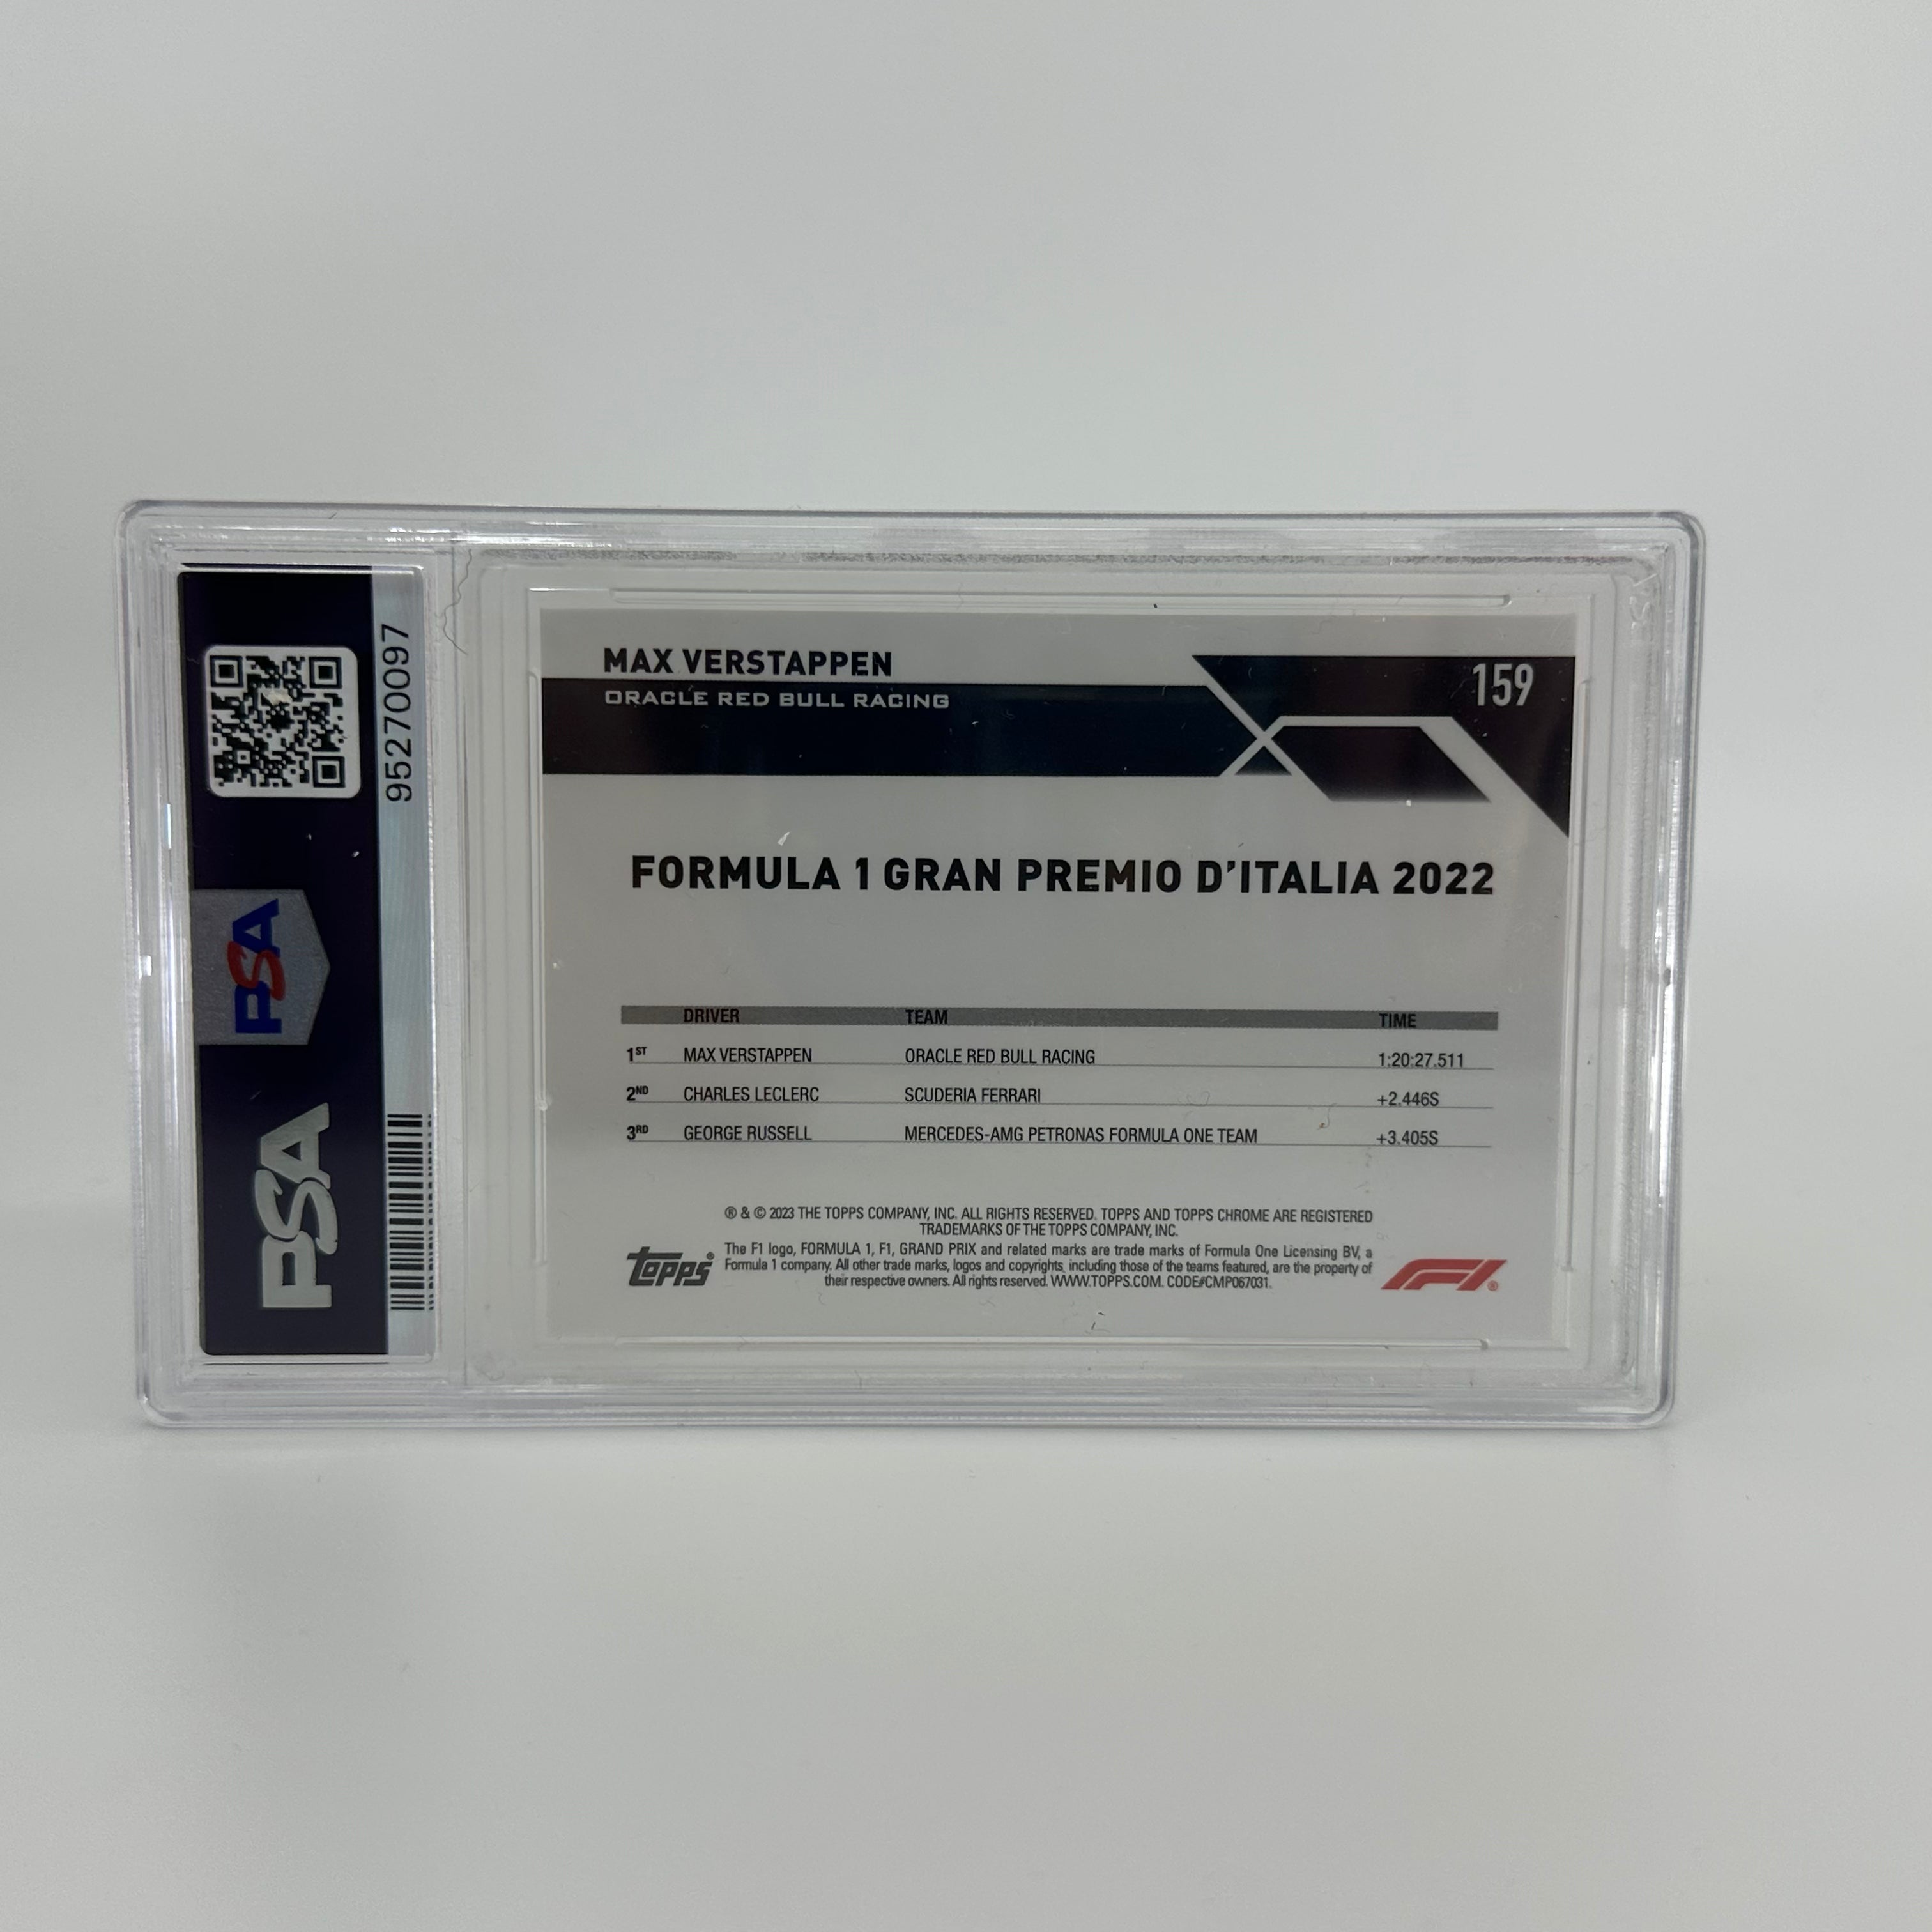 95270097
PSA
PSA
MAX VERSTAPPEN
ORACLE RED BULL RACING
159
FORMULA 1 GRAN PREMIO D'ITALIA 2022
DRIVER TEAM TIME
1ST MAX VERSTAPPEN ORACLE RED BULL RACING 1:20:27.511
2ND CHARLES LECLERC SCUDERIA FERRARI +2.446S
3RD GEORGE RUSSELL MERCEDES-AMG PETRONAS FORMULA ONE TEAM +3.405S
® & © 2023 THE TOPPS COMPANY, INC. ALL RIGHTS RESERVED. TOPPS AND TOPPS CHROME ARE REGISTERED
TRADEMARKS OF THE TOPPS COMPANY, INC.
The F1 logo, FORMULA 1, F1, GRAND PRIX and related marks are trade marks of Formula One Licensing BV, a
Formula 1 company. All other trade marks, logos and copyrights, including those of the teams featured, are the property of
their respective owners. All rights reserved. WWW.TOPPS.COM. CODE#CMP067031.
Topps®
F1®